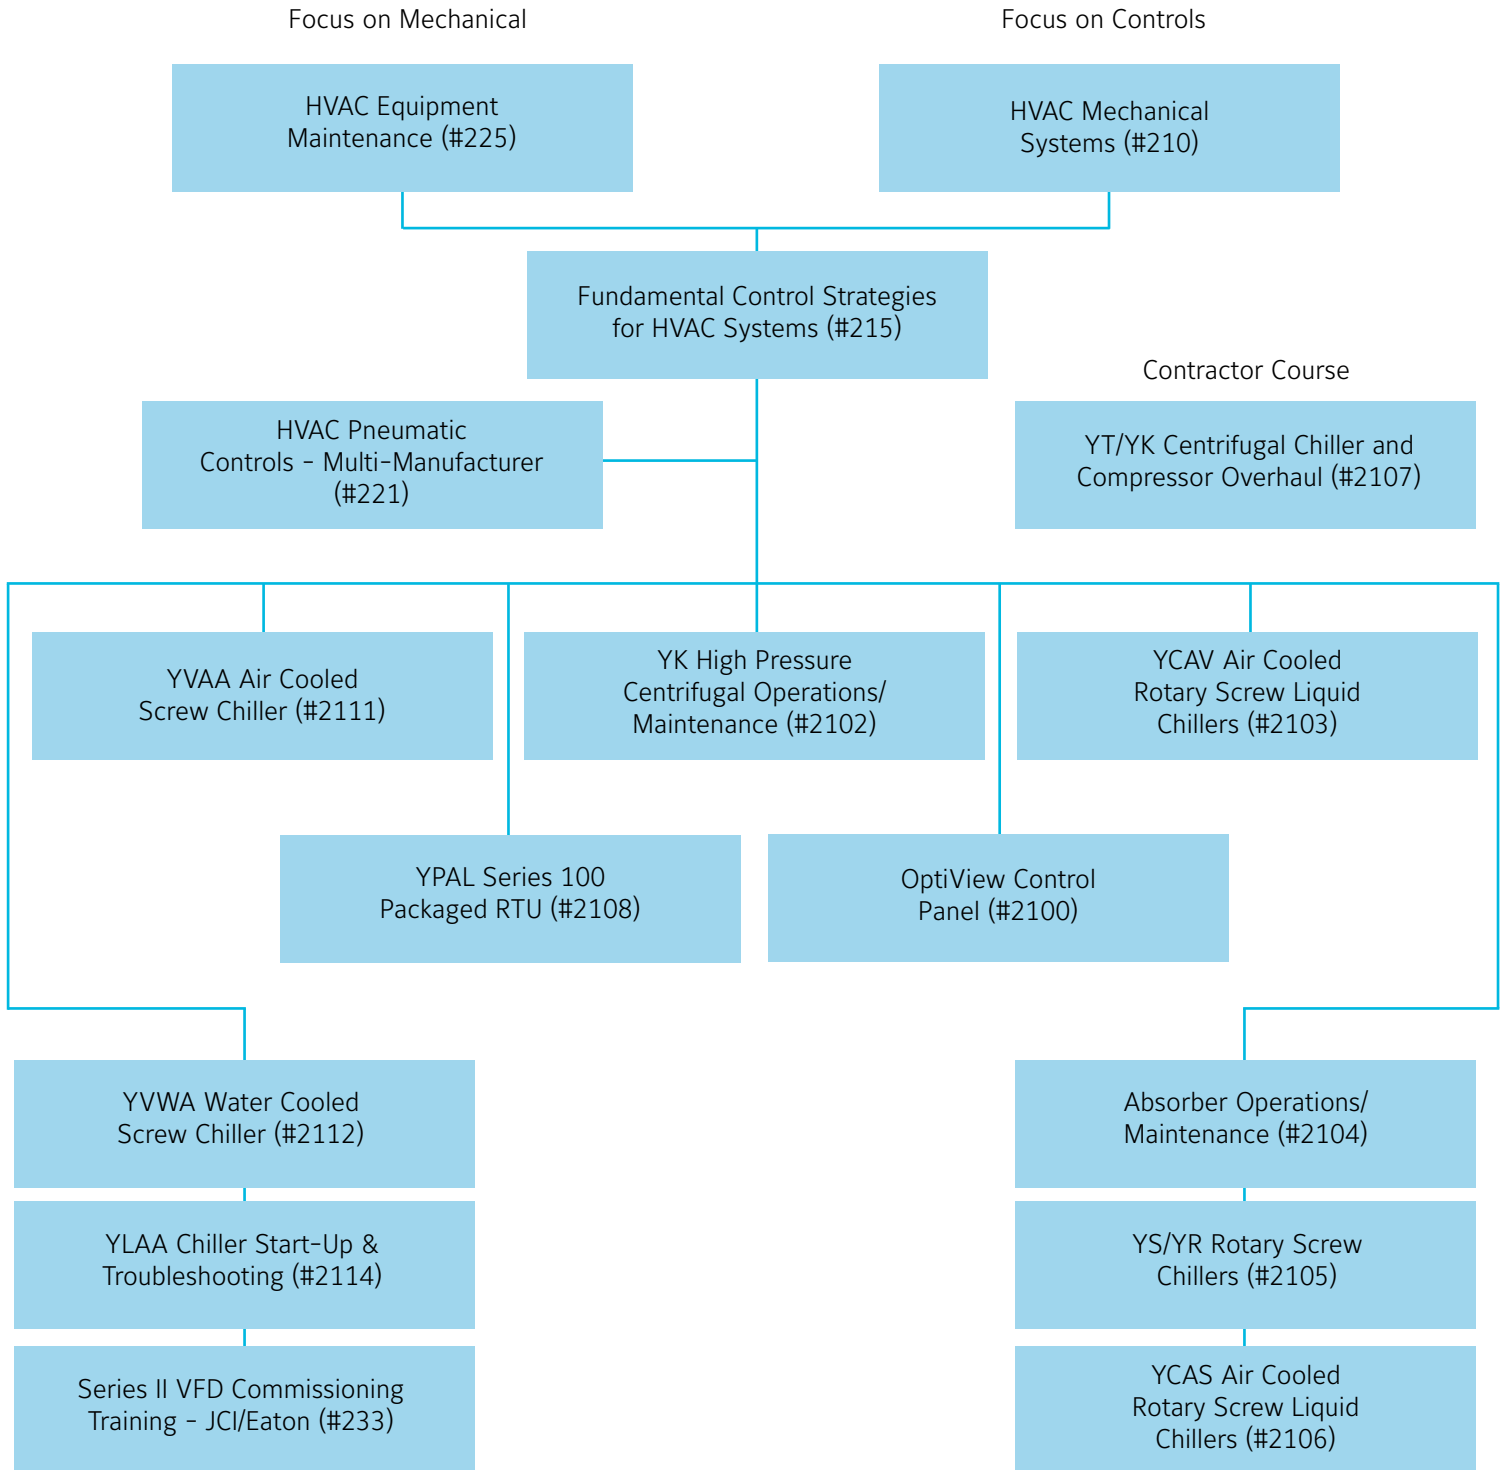 Focus on Mechanical
Focus on Controls
HVAC Equipment
Maintenance (#225)
HVAC Mechanical
Systems (#210)
Fundamental Control Strategies
for HVAC Systems (#215)
Contractor Course
HVAC Pneumatic
Controls - Multi-Manufacturer
(#221)
YT/YK Centrifugal Chiller and
Compressor Overhaul (#2107)
YVAA Air Cooled
Screw Chiller (#2111)
YK High Pressure
Centrifugal Operations/
Maintenance (#2102)
YCAV Air Cooled
Rotary Screw Liquid
Chillers (#2103)
YPAL Series 100
Packaged RTU (#2108)
OptiView Control
Panel (#2100)
YVWA Water Cooled
Screw Chiller (#2112)
Absorber Operations/
Maintenance (#2104)
YLAA Chiller Start-Up &
Troubleshooting (#2114)
YS/YR Rotary Screw
Chillers (#2105)
Series II VFD Commissioning
Training - JCI/Eaton (#233)
YCAS Air Cooled
Rotary Screw Liquid
Chillers (#2106)